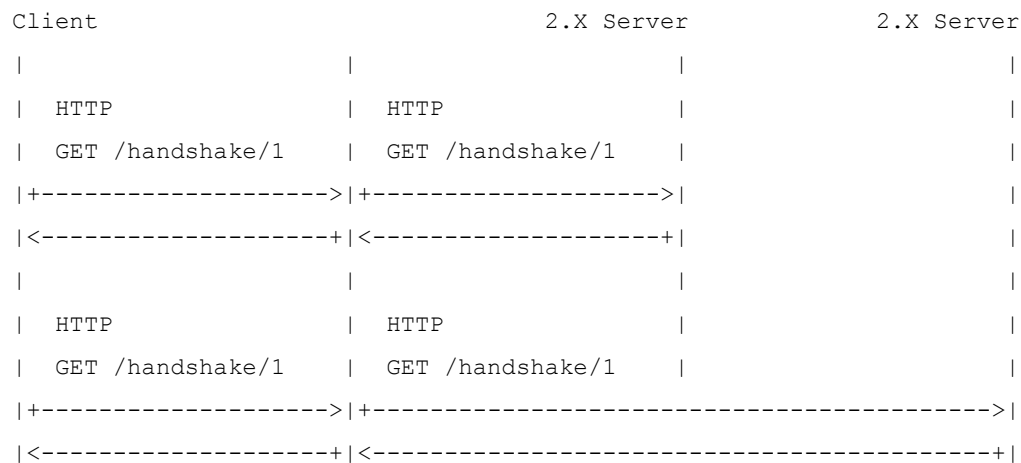 Client                               2.X Server             2.X Server
|                      |                      |                      |
|  HTTP                |  HTTP                |                      |
|  GET /handshake/1    |  GET /handshake/1    |                      |
|+-------------------->|+-------------------->|                      |
|<--------------------+|<--------------------+|                      |
|                      |                      |                      |
|  HTTP                |  HTTP                |                      |
|  GET /handshake/1    |  GET /handshake/1    |                      |
|+-------------------->|+------------------------------------------->|
|<--------------------+|<-------------------------------------------+|